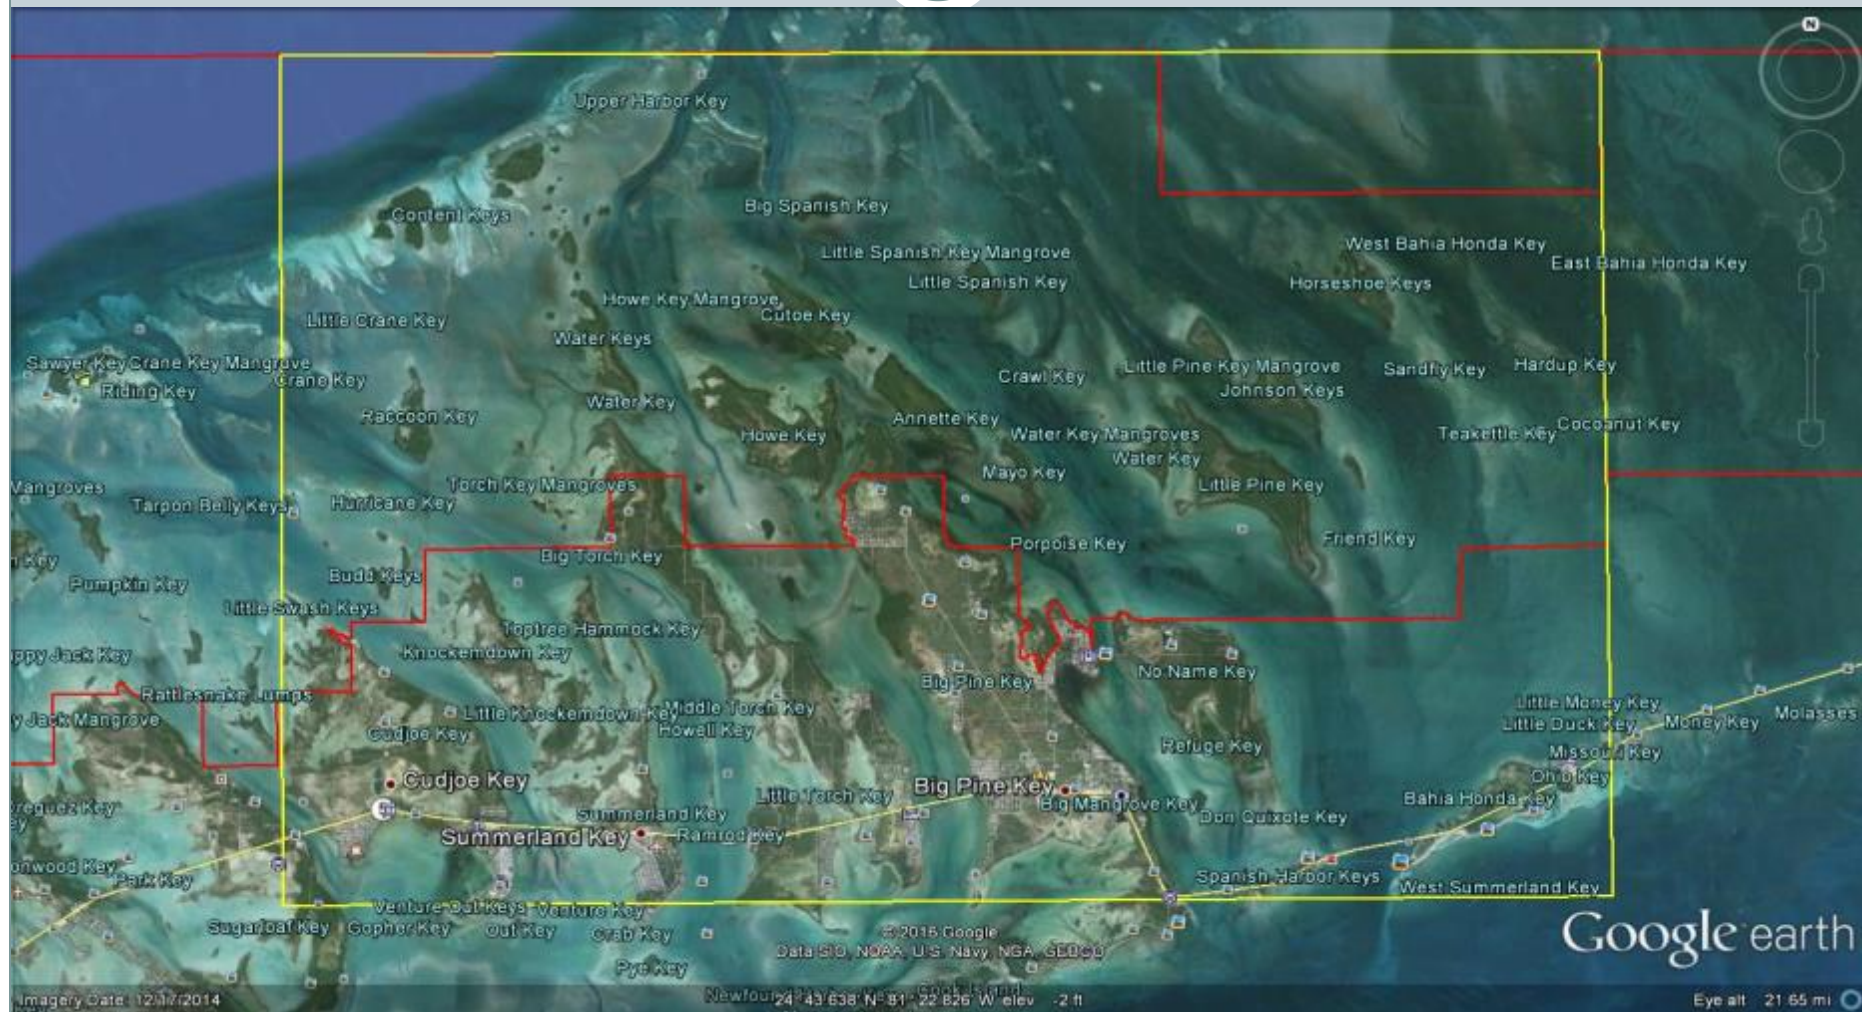 N
Upper Harbor Key
Content Keys
Big Spanish Key
West Bahia Honda Key
Little Spanish Key Mangrove
East Bahia Honda Key
Little Spanish Key
Horseshoe Keys
Howe Key Mangrove
Cutoe Key
Little Crane Key
Water Keys
Sawyer Key
Crane Key Mangrove
Little Pine Key Mangrove
Hardup Key
Sandfly Key
Crawl Key
Crane Key
Riding Key
Johnson Keys
Water Key
Raccoon Key
Annette Key
Cocoanut Key
Howe Key
Water Key Mangroves
Teakettle Key
Water Key
Mayo Key
Mangroves
Torch Key Mangroves
Little Pine Key
Tarpon Belly Keys
Hurricane Key
Friend Key
Porpoise Key
Key
Big Torch Key
Budd Keys
Pumpkin Key
Little Swash Keys
Toptree Hammock Key
Knockemdown Key
ppy Jack Key
No Name Key
Big Pine Key
Rattlesnake Lumps
Little Money Key
Little Knockemdown Key
Middle Torch Key
Molasses
y Jack Mangrove
Little Duck Key
Money Key
Howell Key
Cudjoe Key
Refuge Key
Missouri Key
Ohio Key
Cudjoe Key
Big Pine Key
Little Torch Key
Bahia Honda Key
Big Mangrove Key
reguez Key
Summerland Key
Don Quixote Key
Summerland Key
Ramrod Key
onwood Key
Park Key
Spanish Harbor Keys
West Summerland Key
Venture Out Keys
Venture Key
Sugarloaf Key
Gopher Key
Out Key
Crab Key
© 2016 Google
Data SIO, NOAA, U.S. Navy, NGA, GEBCO
Google earth
Pye Key
Imagery Date: 12/17/2014
24° 43.638' N 81° 22.826' W elev -2 ft
Eye alt 21.65 mi